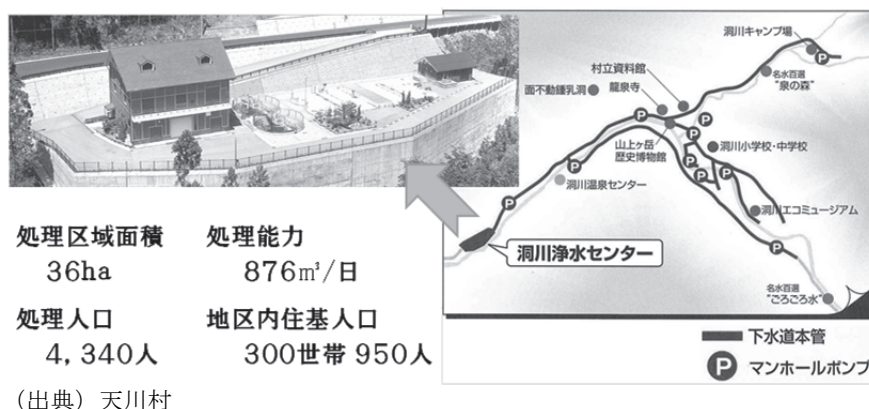 処理区域面積
36ha
処理能力
876㎥/日
処理人口
4,340人
地区内住基人口
300世帯 950人
(出典)天川村
洞川キャンプ場
P
名水百選
"泉の森"
村立資料館
龍泉寺
面不動鍾乳洞
P
洞川小学校・中学校
山上ヶ岳
歴史博物館
P
P
P
P
洞川温泉センター
P
洞川エコミュージアム
洞川浄水センター
P
名水百選
"ごろごろ水"
下水道本管
P マンホールポンプ